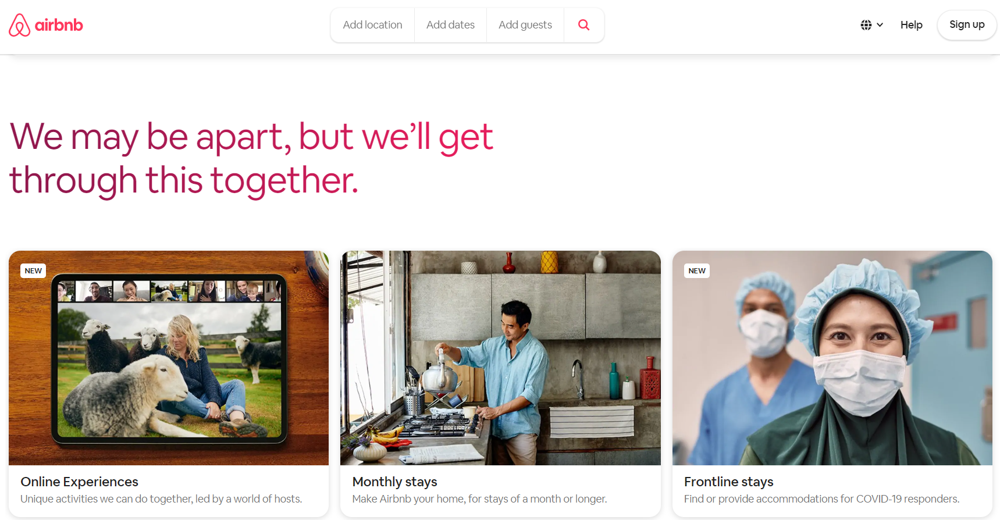 airbnb
Add location
Add dates
Add guests
Help
Sign up
We may be apart, but we’ll get
through this together.
NEW
NEW
Online Experiences
Unique activities we can do together, led by a world of hosts.
Monthly stays
Make Airbnb your home, for stays of a month or longer.
Frontline stays
Find or provide accommodations for COVID-19 responders.